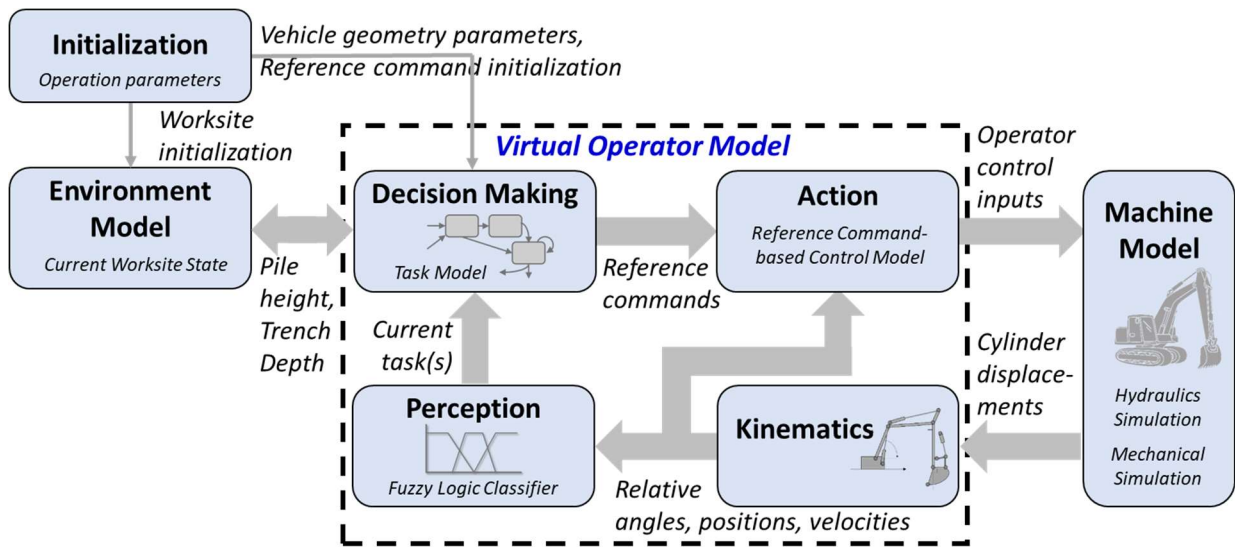 Initialization
Operation parameters
Vehicle geometry parameters,
Reference command initialization
Worksite
initialization
Virtual Operator Model
Operator
control
inputs
Environment
Model
Current Worksite State
Decision Making
Task Model
Action
Reference Command-
based Control Model
Machine
Model
Hydraulics
Simulation
Mechanical
Simulation
Pile
height,
Trench
Depth
Reference
commands
Current
task(s)
Cylinder
displace-
ments
Perception
Fuzzy Logic Classifier
Kinematics
Relative
angles, positions, velocities